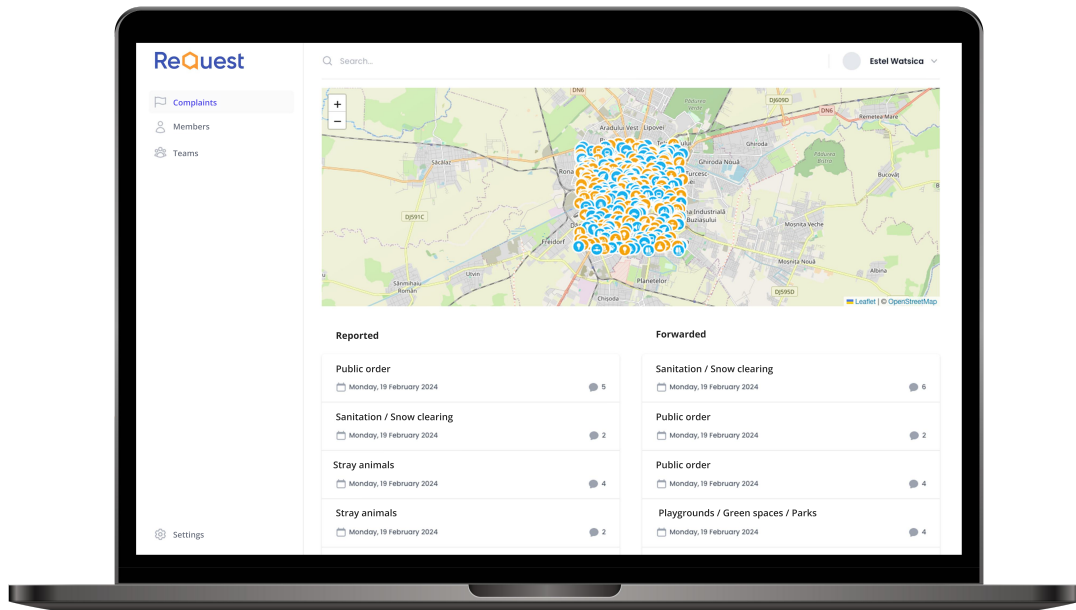 ReQuest
Search...
Estel Watsica
Complaints
Members
Teams
Settings
+
−
DN6
Pădurea
Verde
DJ609D
DN6
Remetea Mare
Aradului Vest
Lipovei
Ghiroda
Săcălaz
Ghiroda Nouă
Pădurea
Bistra
Bucovăț
DJ591C
Buziașului
Moșnița Veche
Freidorf
Moșnița Nouă
Utvin
Albina
Sânmihaiu
Român
Planetelor
DJ595D
Chișoda
Leaflet | © OpenStreetMap
Reported
Public order
Monday, 19 February 2024
5
Sanitation / Snow clearing
Monday, 19 February 2024
2
Stray animals
Monday, 19 February 2024
4
Stray animals
Monday, 19 February 2024
2
Forwarded
Sanitation / Snow clearing
Monday, 19 February 2024
6
Public order
Monday, 19 February 2024
2
Public order
Monday, 19 February 2024
4
Playgrounds / Green spaces / Parks
Monday, 19 February 2024
4